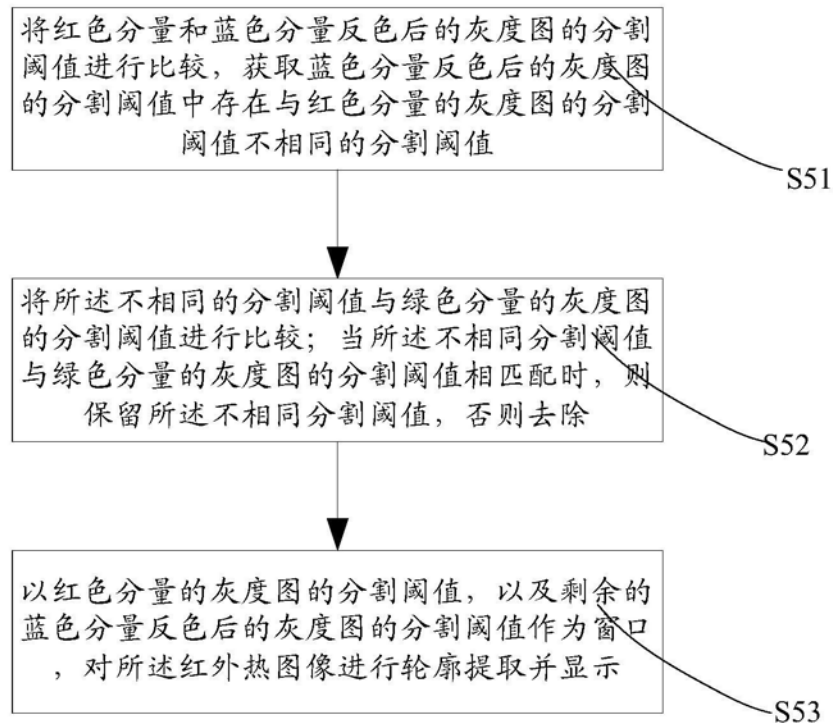 将红色分量和蓝色分量反色后的灰度图的分割
阈值进行比较，获取蓝色分量反色后的灰度图
的分割阈值中存在与红色分量的灰度图的分割
阈值不相同的分割阈值
S51
将所述不相同的分割阈值与绿色分量的灰度图
的分割阈值进行比较；当所述不相同分割阈值
与绿色分量的灰度图的分割阈值相匹配时，则
保留所述不相同分割阈值，否则去除
S52
以红色分量的灰度图的分割阈值，以及剩余的
蓝色分量反色后的灰度图的分割阈值作为窗口
，对所述红外热图像进行轮廓提取并显示
S53